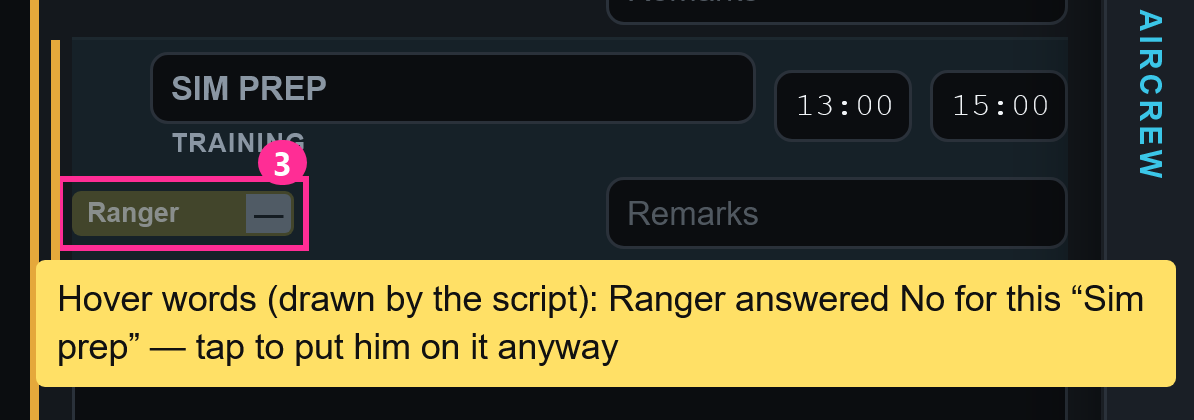 Remarks
SIM PREP
13:00
15:00
TRAINING
3
Ranger
—
Remarks
Hover words (drawn by the script): Ranger answered No for this “Sim
prep” — tap to put him on it anyway
AIRCREW